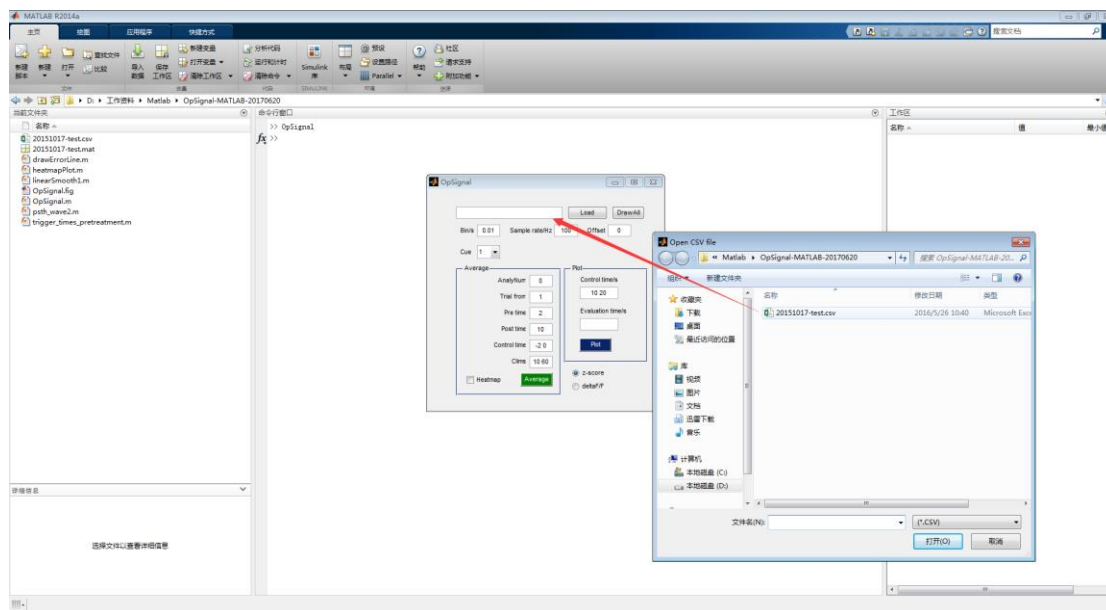 MATLAB R2014a
主页 绘图 应用程序 快捷方式
搜索文档
新建脚本 新建 打开 查找文件 比较
导入数据 保存工作区 新建变量 打开变量 清除工作区
分析代码 运行并计时 清除命令
Simulink 库
布局 预设 设置路径 Parallel
帮助 社区 请求支持 附加功能
文件 变量 代码 SIMULINK 环境 资源
D: 工作资料 Matlab OpSignal-MATLAB-20170620
当前文件夹
名称
20151017-test.csv
20151017-test.mat
drawErrorLine.m
heatmapPlot.m
linearSmooth1.m
OpSignal.fig
OpSignal.m
psth_wave2.m
trigger_times_pretreatment.m
详细信息
选择文件以查看详细信息
命令行窗口
>> OpSignal
fx >>
工作区
名称 值 最小值
OpSignal
Load DrawAll
Bin/s 0.01 Sample rate/Hz 100 Offset 0
Cue 1
Average
AnalyNum 0
Trial from 1
Pre time 2
Post time 10
Control time -2 0
Clims 10 60
Heatmap Average
Plot
Control time/s
10 20
Evaluation time/s
Plot
z-score
deltaF/F
Open CSV file
« Matlab OpSignal-MATLAB-20170620
搜索 OpSignal-MATLAB-20...
组织 新建文件夹
收藏夹
下载
桌面
最近访问的位置
库
视频
图片
文档
迅雷下载
音乐
计算机
本地磁盘 (C:)
本地磁盘 (D:)
名称 修改日期 类型
20151017-test.csv 2016/5/26 10:40 Microsoft Exce
文件名(N): (*.CSV)
打开(O) 取消